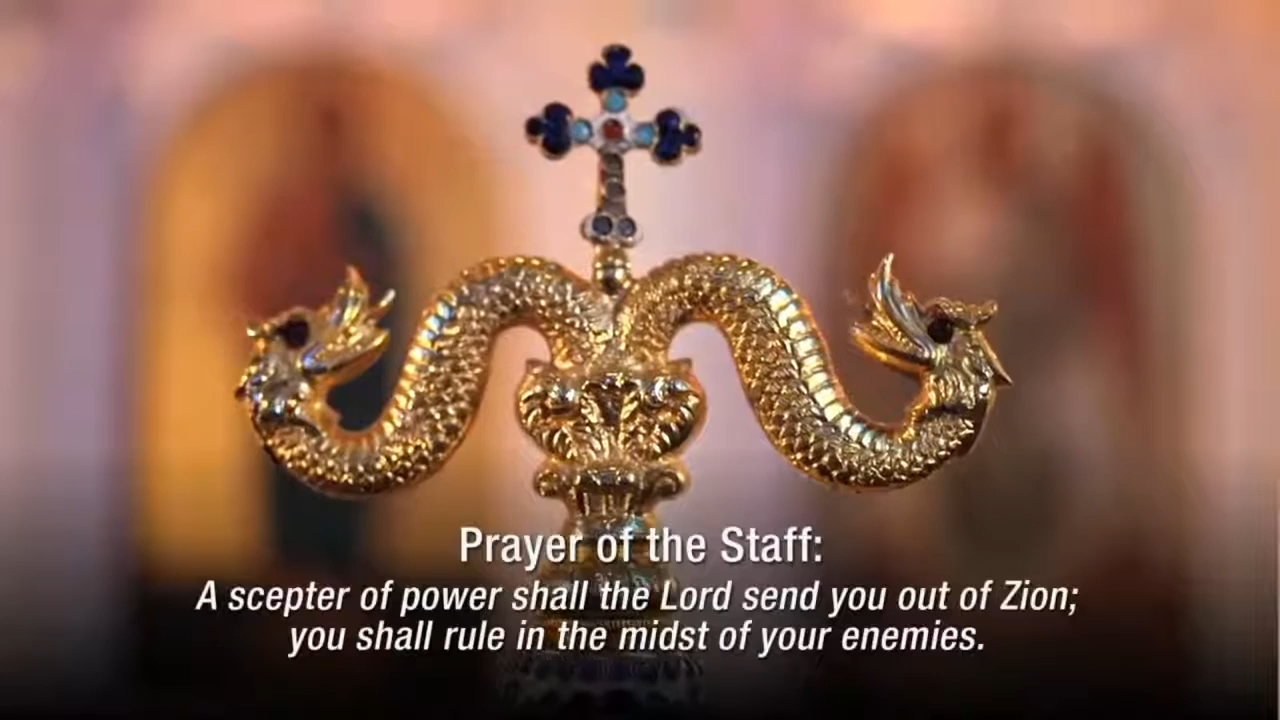 Prayer of the Staff:
A scepter of power shall the Lord send you out of Zion;
you shall rule in the midst of your enemies.